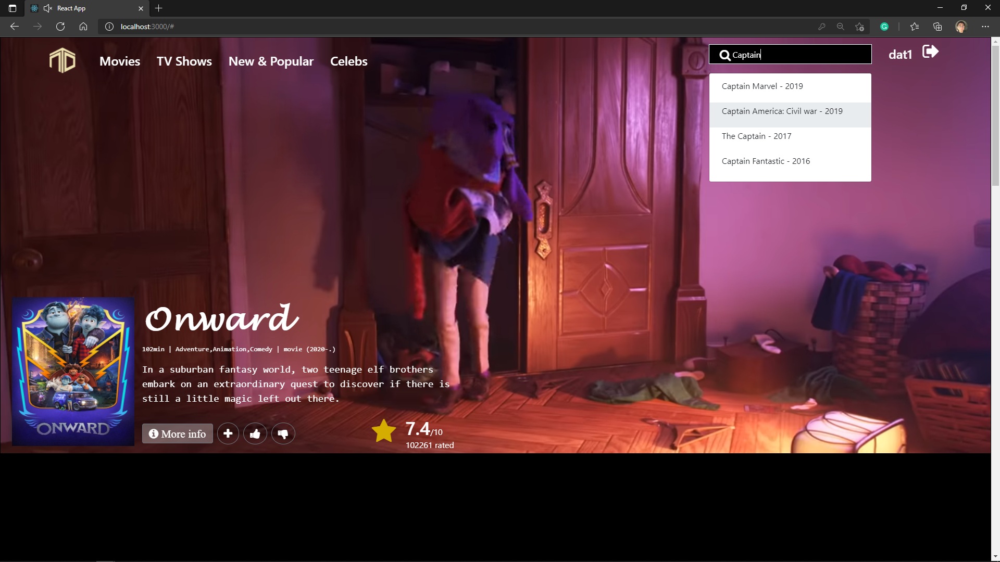 React App
localhost:3000/#
Movies TV Shows New & Popular Celebs
Captain
dat1
Captain Marvel - 2019
Captain America: Civil war - 2019
The Captain - 2017
Captain Fantastic - 2016
Onward
102min | Adventure,Animation,Comedy | movie (2020-.)
In a suburban fantasy world, two teenage elf brothers
embark on an extraordinary quest to discover if there is
still a little magic left out there.
ONWARD
More info
7.4/10
102261 rated